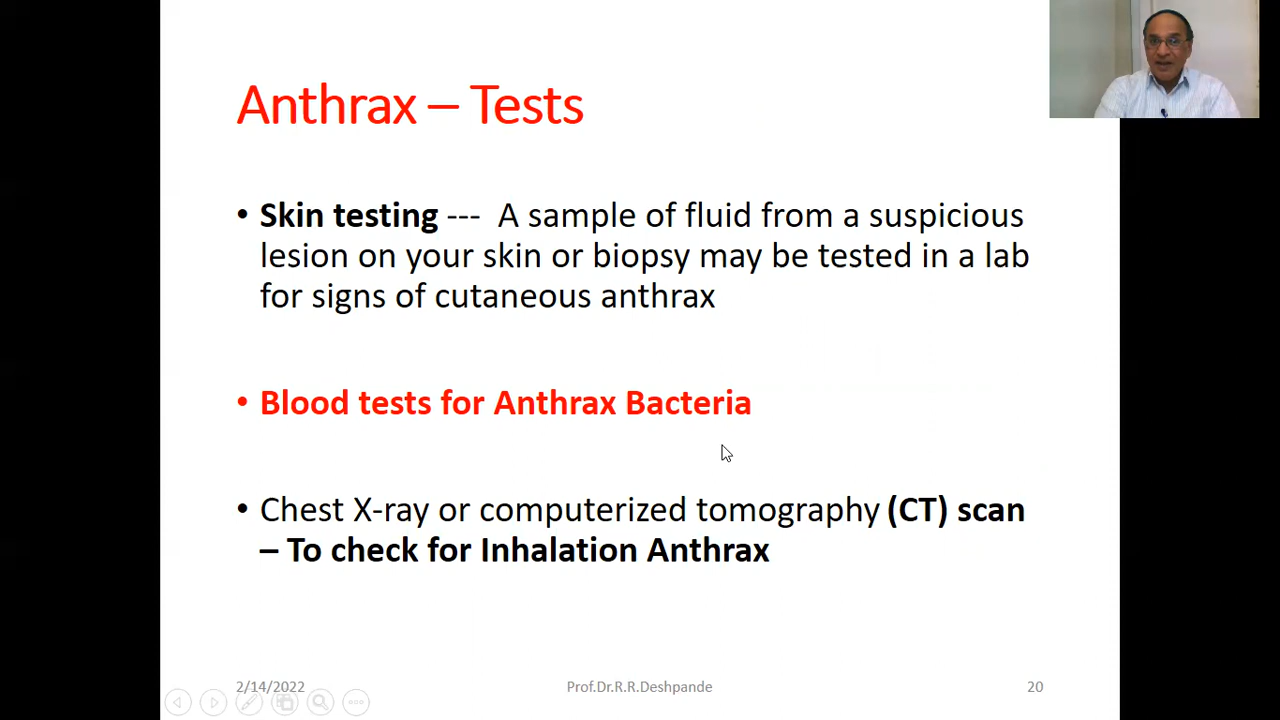 Anthrax – Tests
• Skin testing --- A sample of fluid from a suspicious
lesion on your skin or biopsy may be tested in a lab
for signs of cutaneous anthrax
• Blood tests for Anthrax Bacteria
• Chest X-ray or computerized tomography (CT) scan
– To check for Inhalation Anthrax
2/14/2022
Prof.Dr.R.R.Deshpande
20